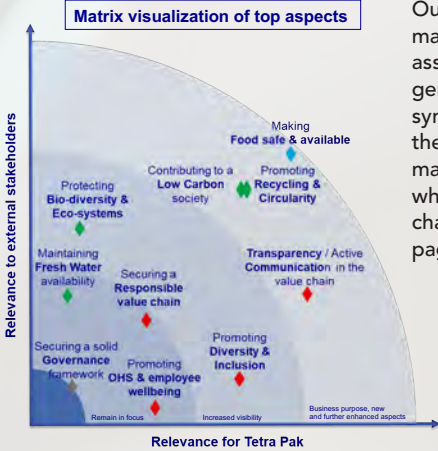 Matrix visualization of top aspects
Ou
ma
ass
ger
syr
the
ma
wh
cha
pag
Relevance to external stakeholders
Making
Food safe & available
Contributing to a
Low Carbon
society
Promoting
Recycling &
Circularity
Protecting
Bio-diversity &
Eco-systems
Maintaining
Fresh Water
availability
Securing a
Responsible
value chain
Transparency / Active
Communication in the
value chain
Securing a solid
Governance
framework
Promoting
OHS & employee
wellbeing
Promoting
Diversity &
Inclusion
Remain in focus
Increased visibility
Business purpose, new
and further enhanced aspects
Relevance for Tetra Pak